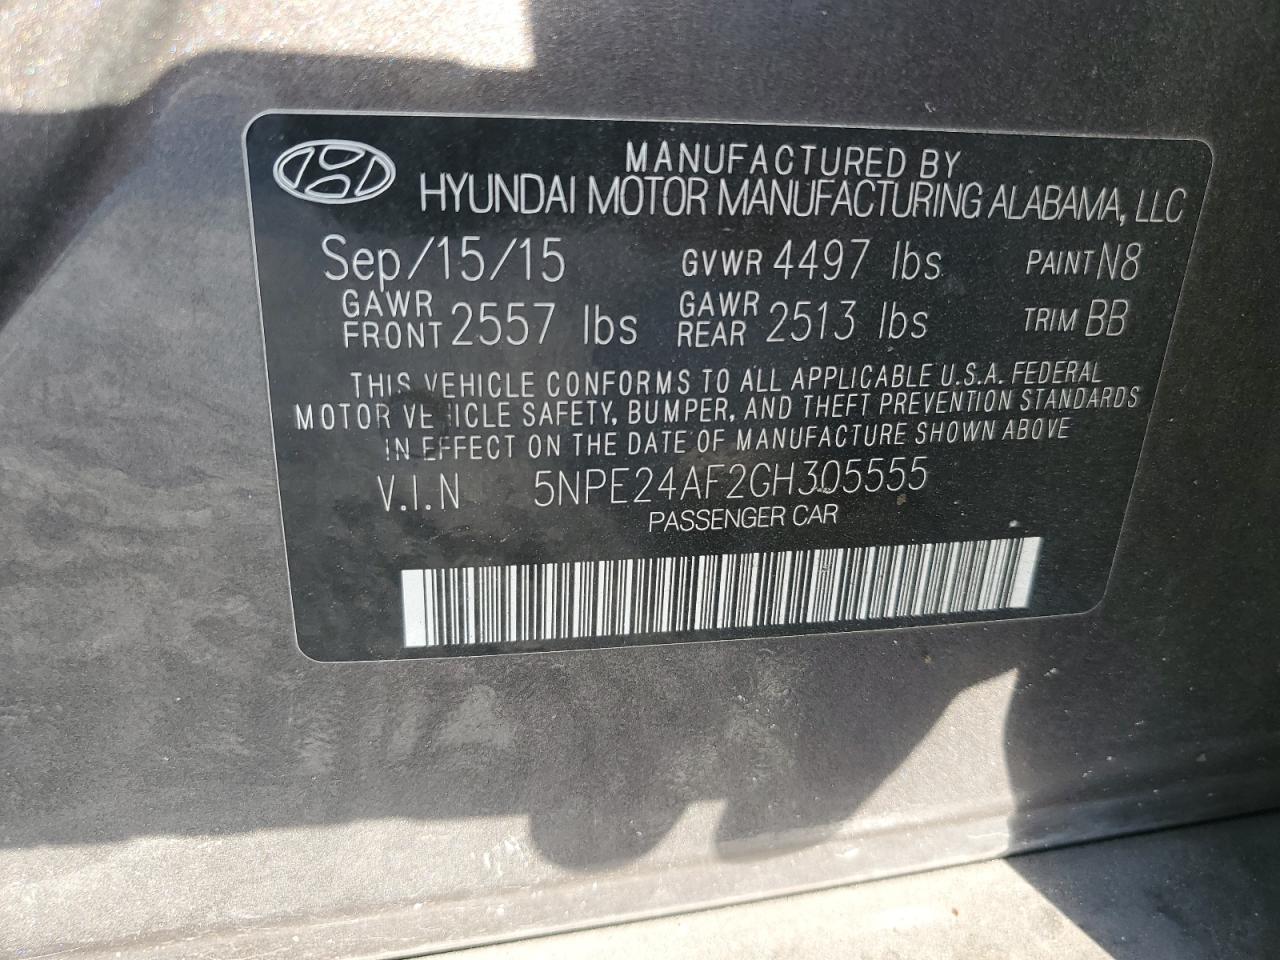 MANUFACTURED BY
HYUNDAI MOTOR MANUFACTURING ALABAMA, LLC
Sep/15/15 GVWR 4497 lbs PAINT N8
GAWR FRONT 2557 lbs GAWR REAR 2513 lbs TRIM BB
THIS VEHICLE CONFORMS TO ALL APPLICABLE U.S.A. FEDERAL
MOTOR VEHICLE SAFETY, BUMPER, AND THEFT PREVENTION STANDARDS
IN EFFECT ON THE DATE OF MANUFACTURE SHOWN ABOVE
V.I.N 5NPE24AF2GH305555
PASSENGER CAR